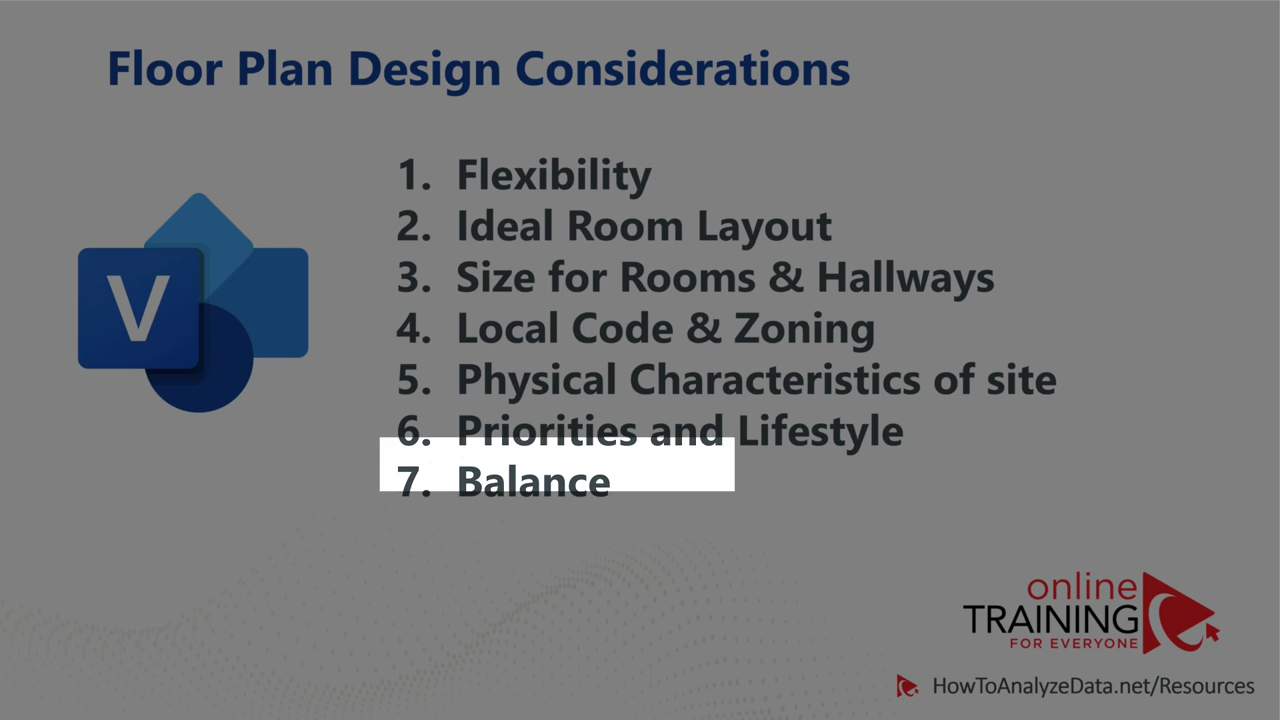 Floor Plan Design Considerations
1. Flexibility
2. Ideal Room Layout
3. Size for Rooms & Hallways
4. Local Code & Zoning
5. Physical Characteristics of site
6. Priorities and Lifestyle
7. Balance
V
online
TRAINING
FOR EVERYONE
HowToAnalyzeData.net/Resources